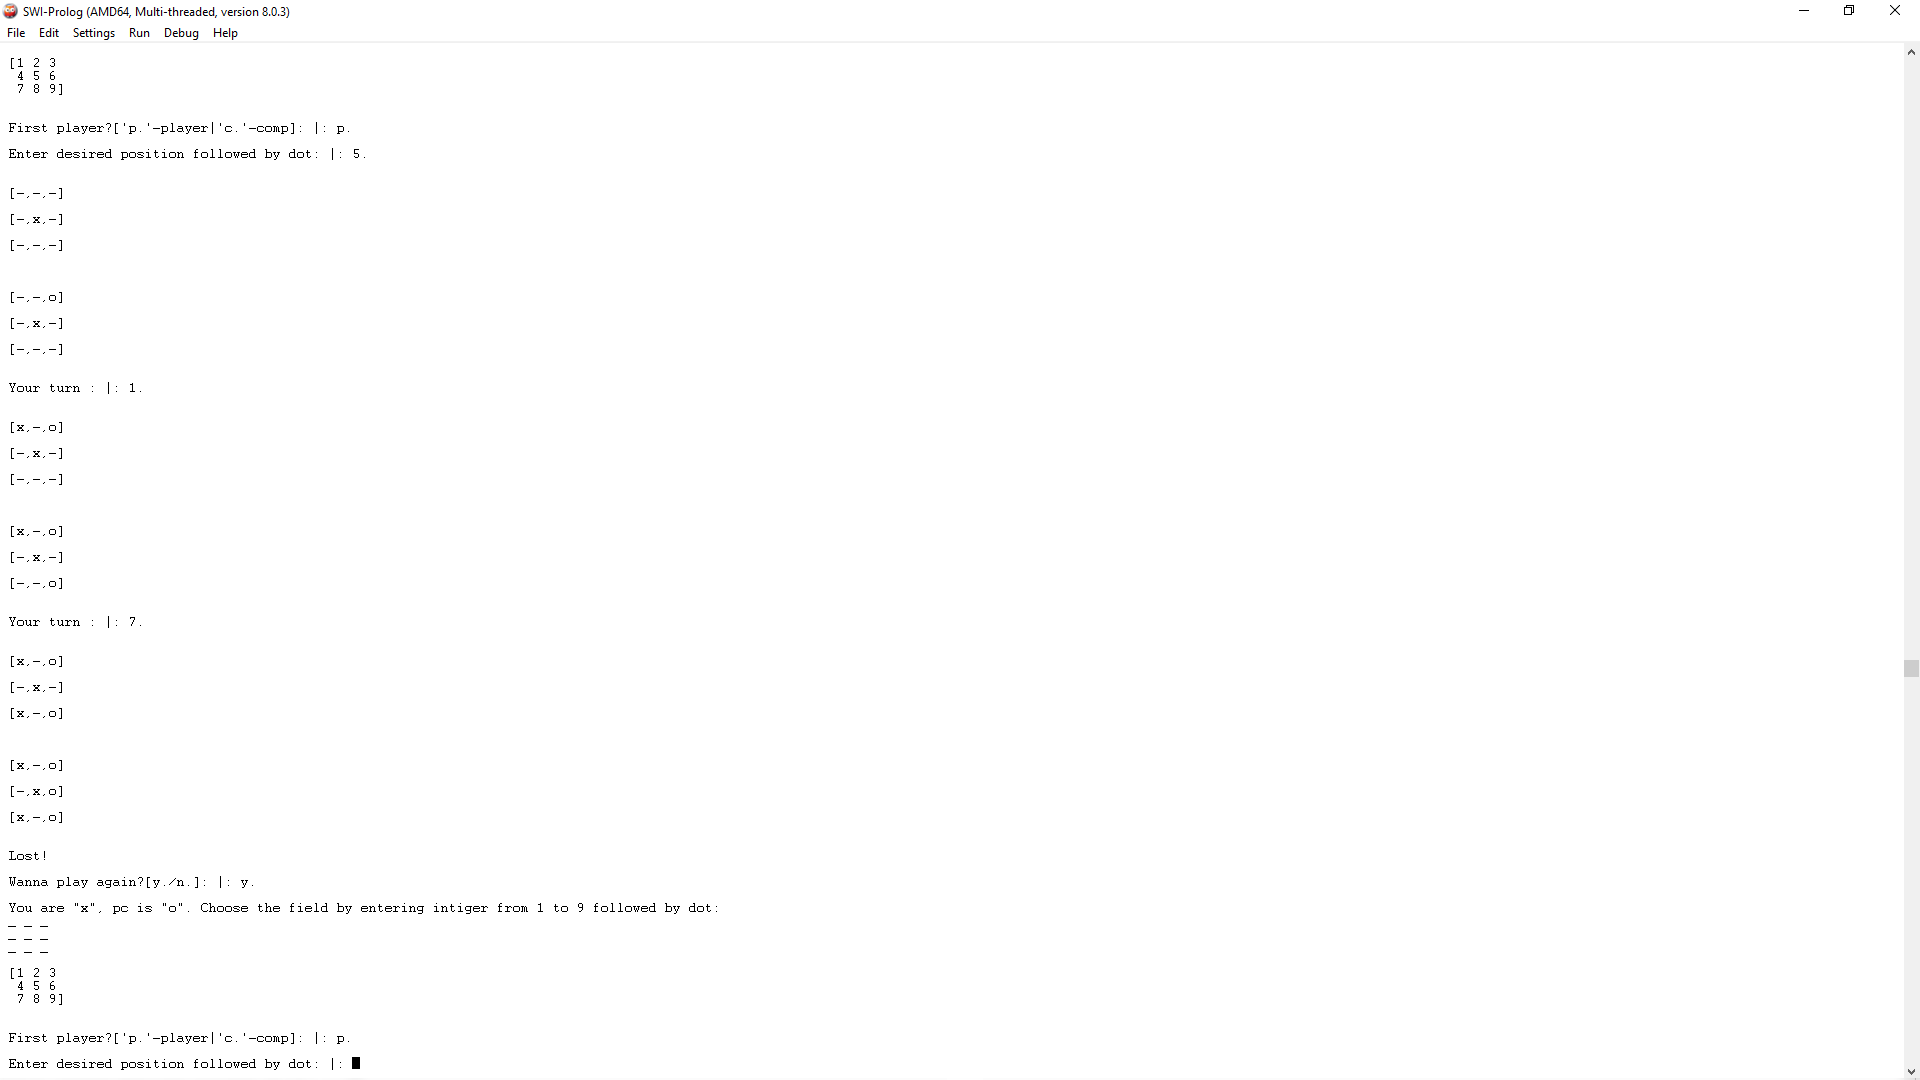 SWI-Prolog (AMD64, Multi-threaded, version 8.0.3)
File Edit Settings Run Debug Help
[1 2 3
4 5 6
7 8 9]
First player?['p.'-player|'c.'-comp]: |: p.
Enter desired position followed by dot: |: 5.
[-,-,-]
[-,x,-]
[-,-,-]
[-,-,o]
[-,x,-]
[-,-,-]
Your turn : |: 1.
[x,-,o]
[-,x,-]
[-,-,-]
[x,-,o]
[-,x,-]
[-,-,o]
Your turn : |: 7.
[x,-,o]
[-,x,-]
[x,-,o]
[x,-,o]
[-,x,o]
[x,-,o]
Lost!
Wanna play again?[y./n.]: |: y.
You are "x", pc is "o". Choose the field by entering intiger from 1 to 9 followed by dot:
_ _ _
_ _ _
_ _ _
[1 2 3
4 5 6
7 8 9]
First player?['p.'-player|'c.'-comp]: |: p.
Enter desired position followed by dot: |: